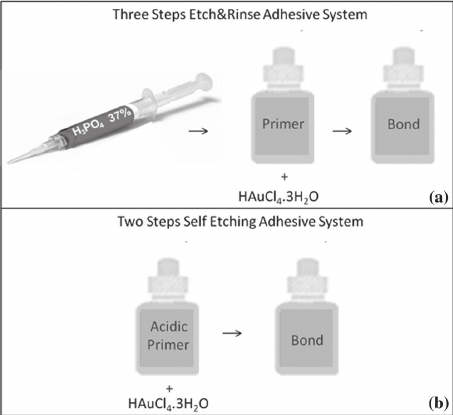 Three Steps Etch&Rinse Adhesive System
H₃PO₄ 37%
Primer
Bond
+
HAuCl₄.3H₂O
(a)
Two Steps Self Etching Adhesive System
Acidic
Primer
Bond
+
HAuCl₄.3H₂O
(b)